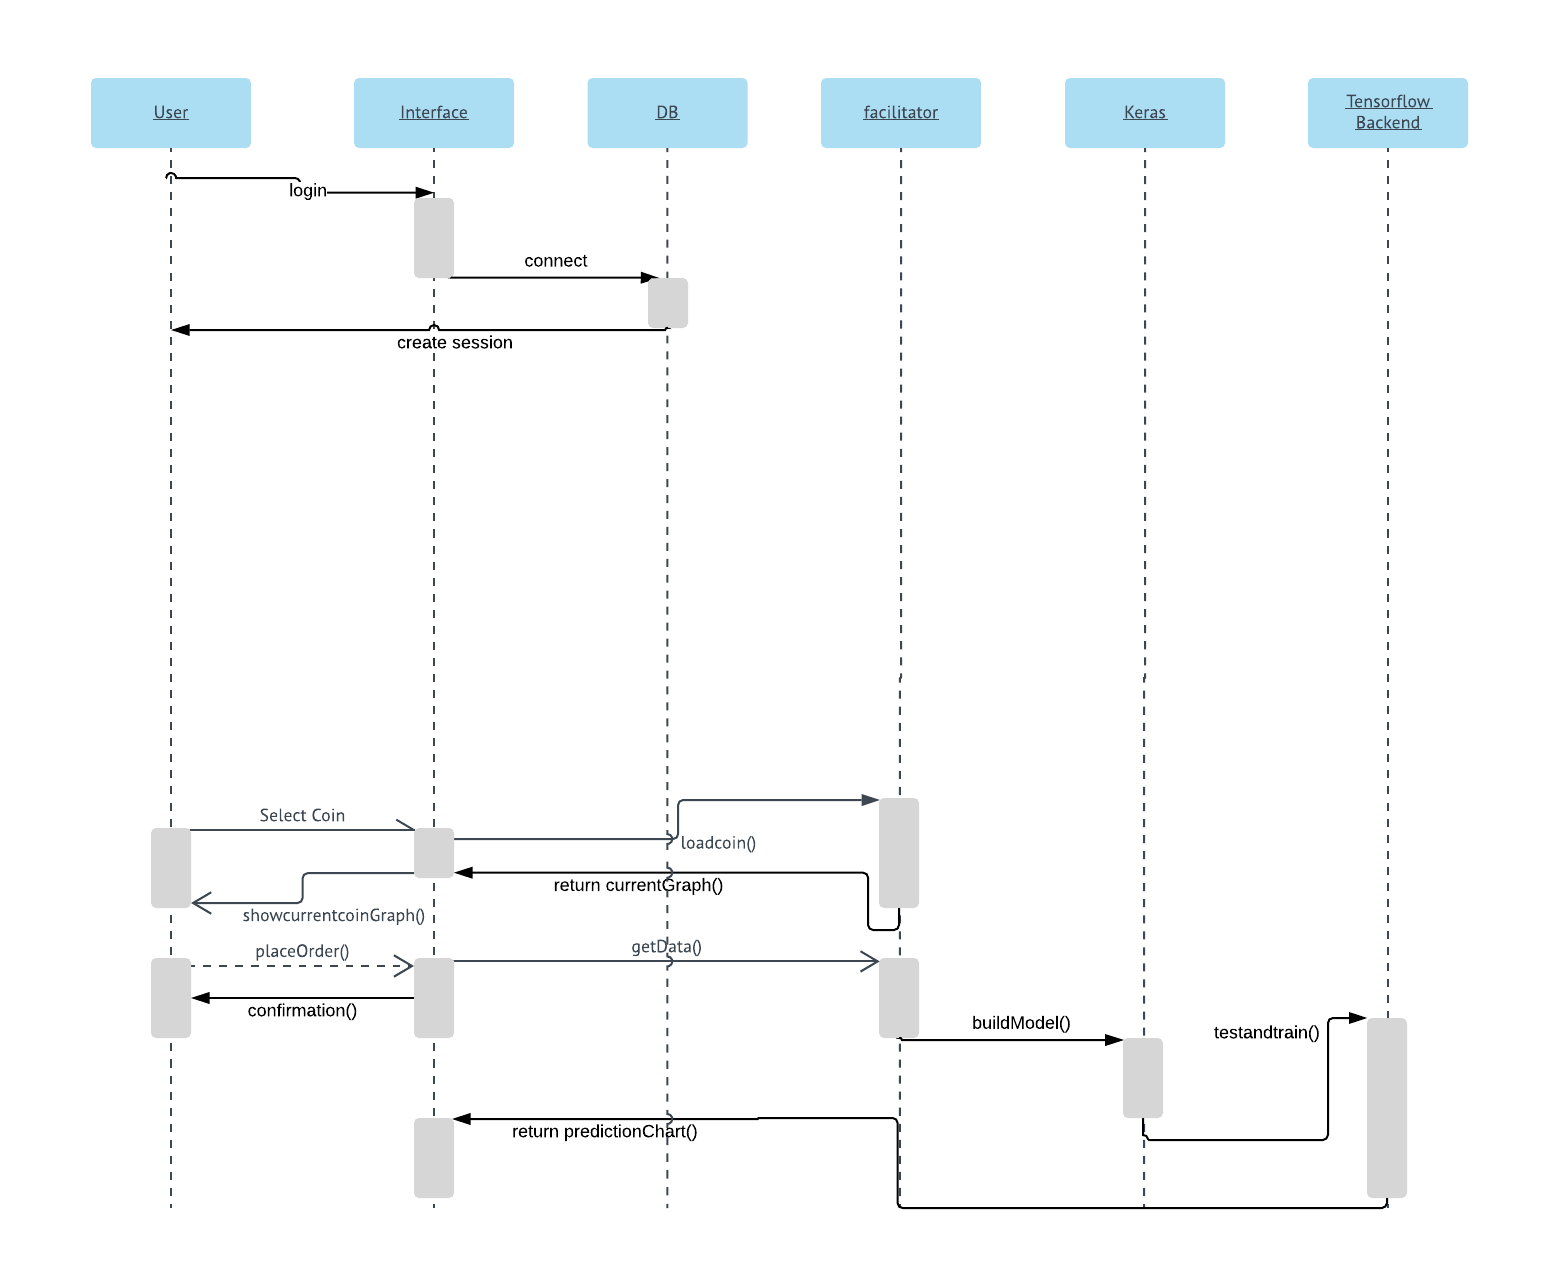 User
Interface
DB
facilitator
Keras
Tensorflow
Backend
login
connect
create session
Select Coin
loadcoin()
return currentGraph()
showcurrentcoinGraph()
placeOrder()
getData()
confirmation()
buildModel()
testandtrain()
return predictionChart()